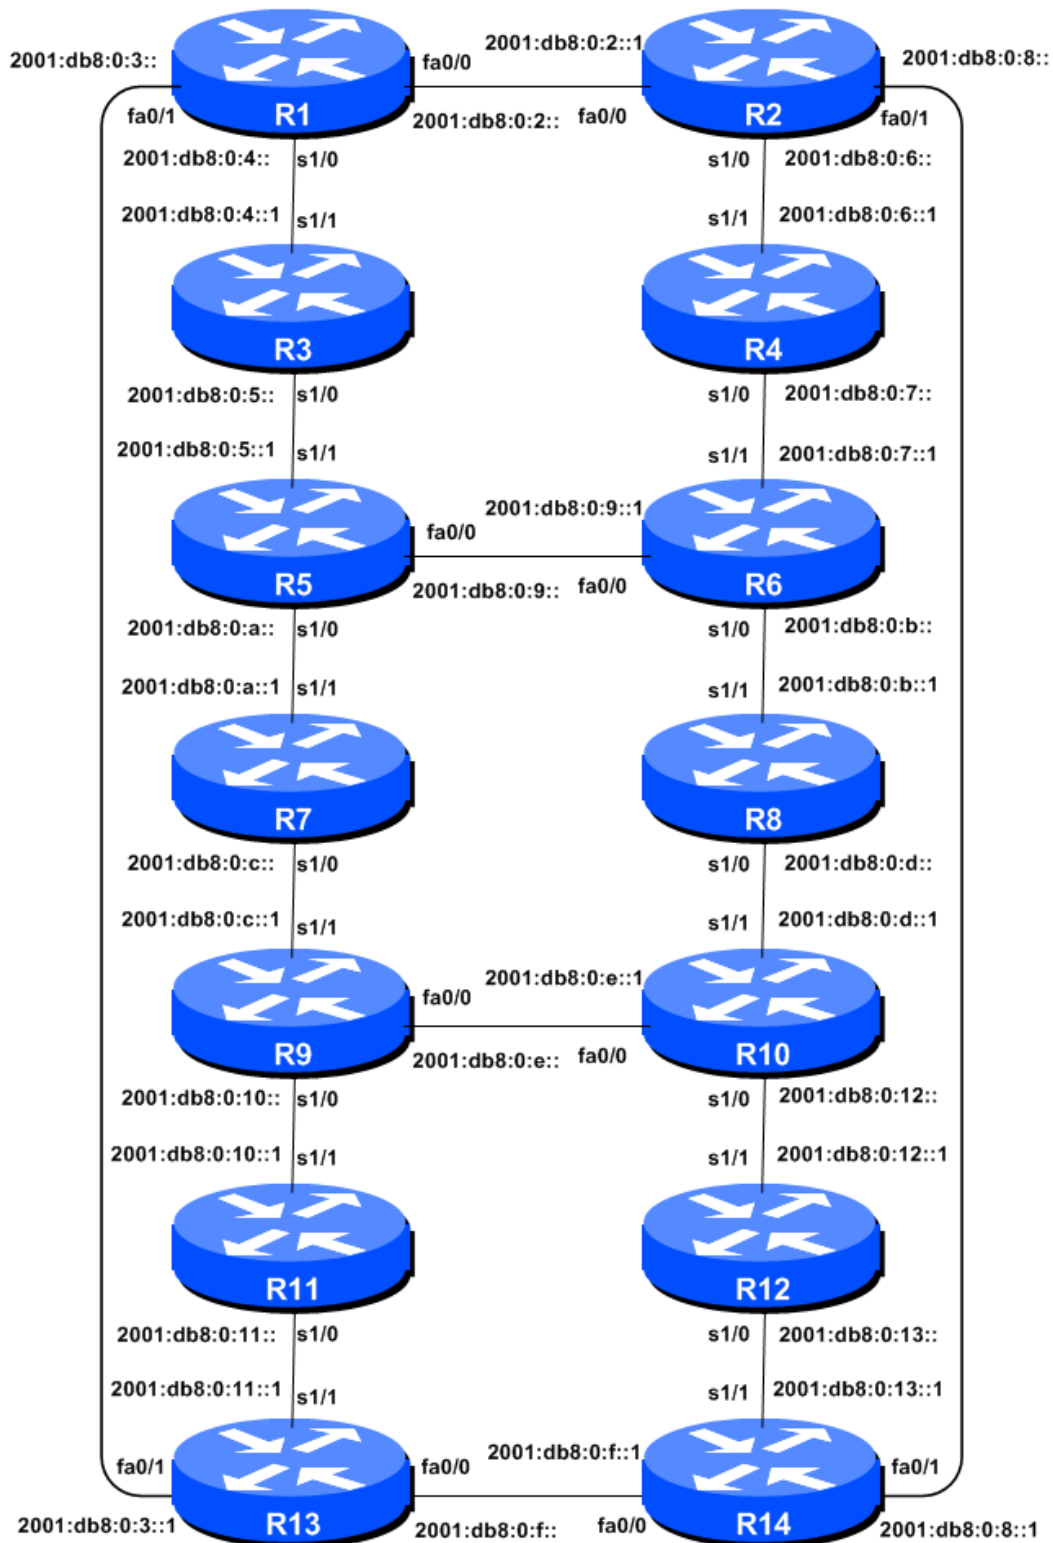 2001:db8:0:3::
fa0/0
2001:db8:0:2::1
2001:db8:0:8::
fa0/1
R1
2001:db8:0:2::
fa0/0
R2
fa0/1
2001:db8:0:4::
s1/0
s1/0
2001:db8:0:6::
2001:db8:0:4::1
s1/1
s1/1
2001:db8:0:6::1
R3
R4
2001:db8:0:5::
s1/0
s1/0
2001:db8:0:7::
2001:db8:0:5::1
s1/1
s1/1
2001:db8:0:7::1
fa0/0
2001:db8:0:9::1
R5
2001:db8:0:9::
fa0/0
R6
2001:db8:0:a::
s1/0
s1/0
2001:db8:0:b::
2001:db8:0:a::1
s1/1
s1/1
2001:db8:0:b::1
R7
R8
2001:db8:0:c::
s1/0
s1/0
2001:db8:0:d::
2001:db8:0:c::1
s1/1
s1/1
2001:db8:0:d::1
fa0/0
2001:db8:0:e::1
R9
2001:db8:0:e::
fa0/0
R10
2001:db8:0:10::
s1/0
s1/0
2001:db8:0:12::
2001:db8:0:10::1
s1/1
s1/1
2001:db8:0:12::1
R11
R12
2001:db8:0:11::
s1/0
s1/0
2001:db8:0:13::
2001:db8:0:11::1
s1/1
s1/1
2001:db8:0:13::1
fa0/1
fa0/0
2001:db8:0:f::1
fa0/1
2001:db8:0:3::1
R13
2001:db8:0:f::
fa0/0
R14
2001:db8:0:8::1